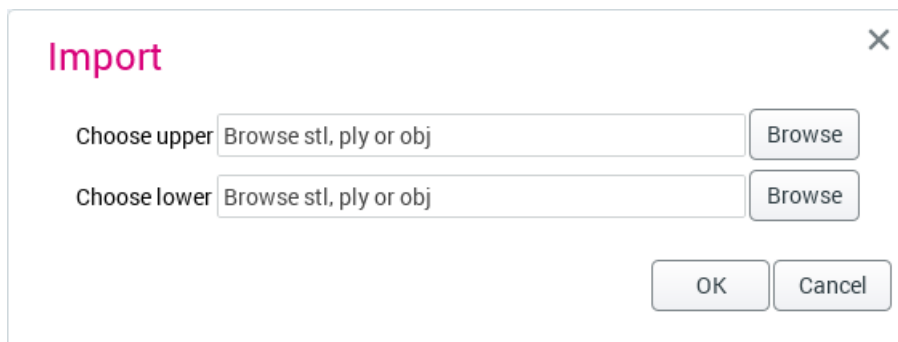 Import
Choose upper Browse stl, ply or obj Browse
Choose lower Browse stl, ply or obj Browse
OK Cancel